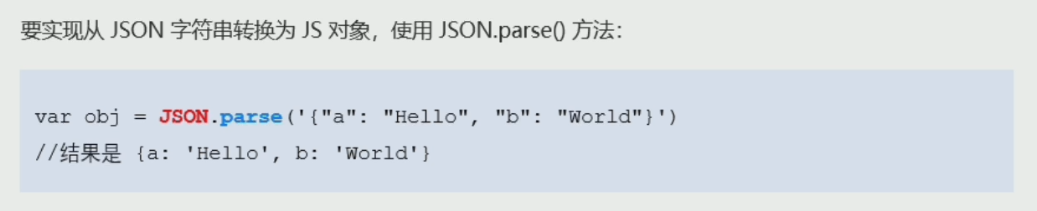 要实现从 JSON 字符串转换为 JS 对象，使用 JSON.parse() 方法：
var obj = JSON.parse('{"a": "Hello", "b": "World"}')
//结果是 {a: 'Hello', b: 'World'}